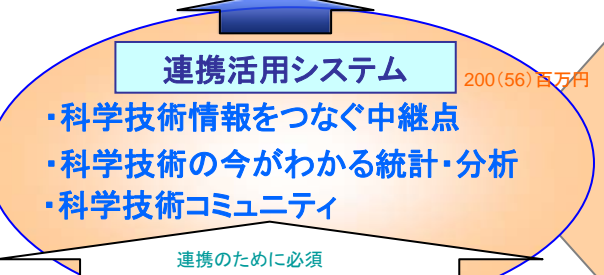 連携活用システム
200(56)百万円
・科学技術情報をつなぐ中継点
・科学技術の今がわかる統計・分析
・科学技術コミュニティ
連携のために必須